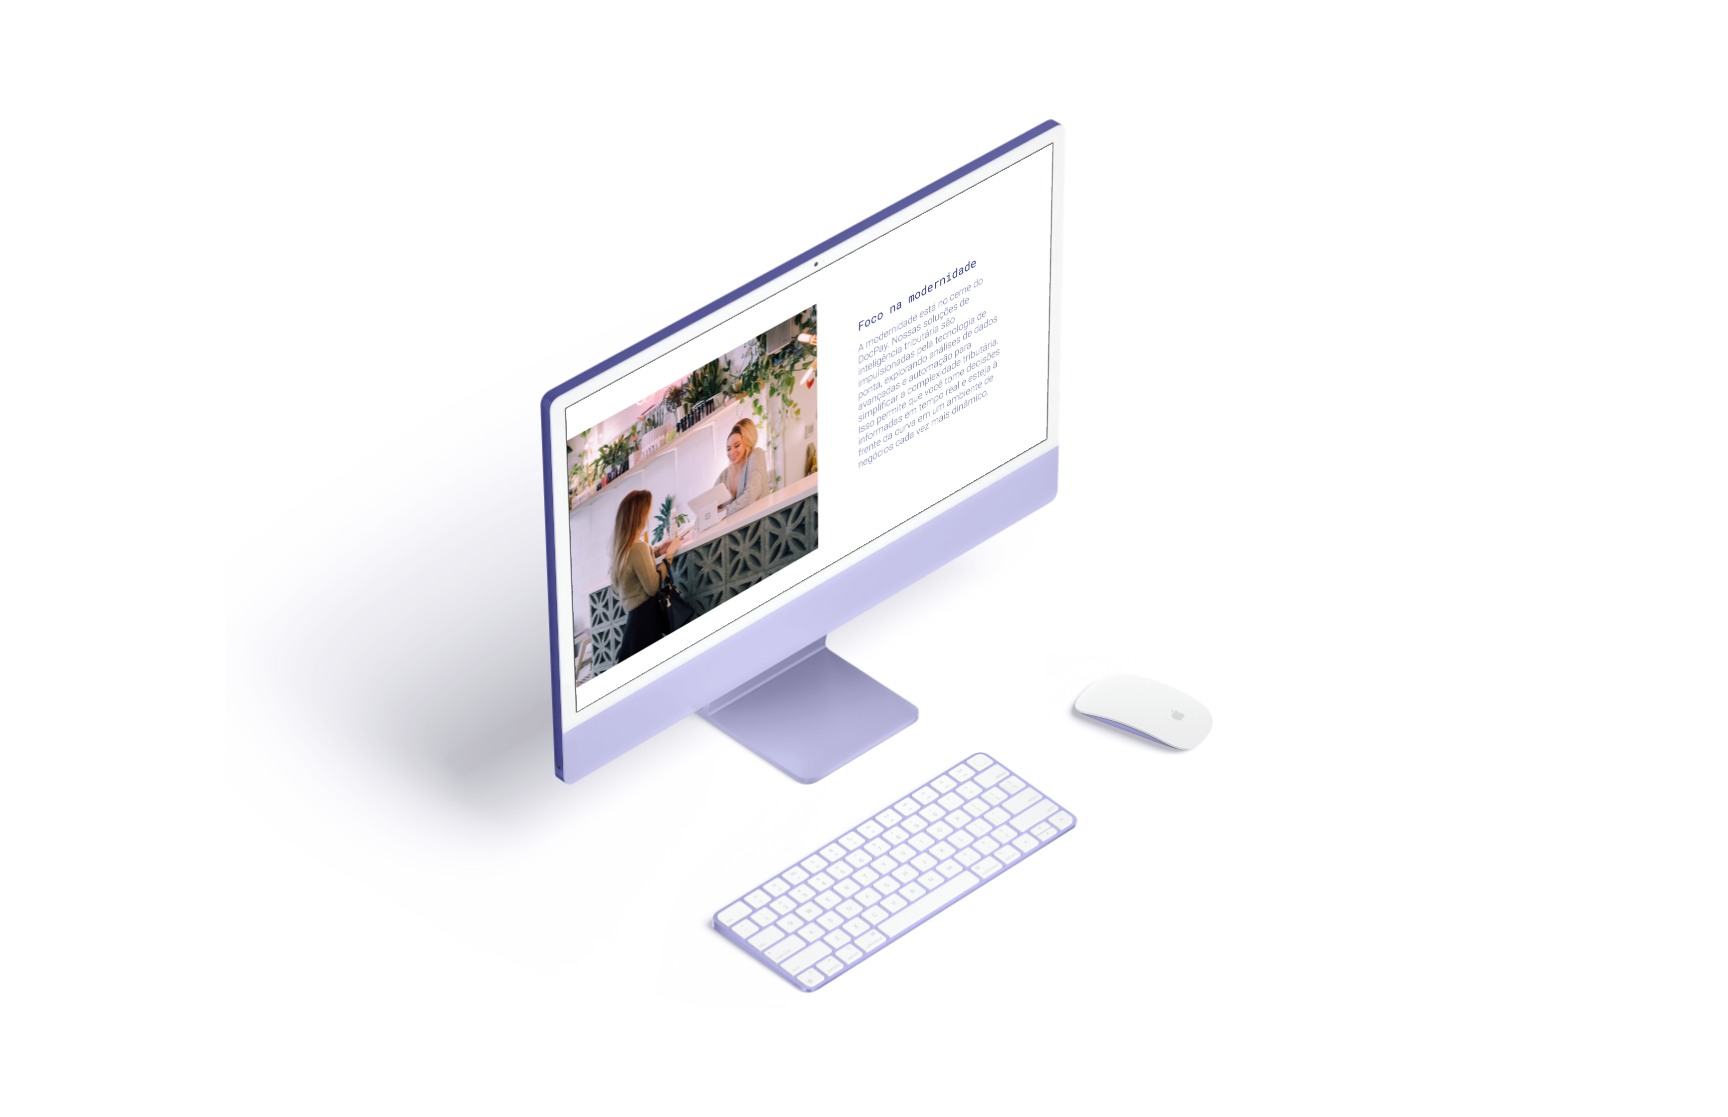 Foco na modernidade
A modernidade está no cerne do
DocPay. Nossas soluções de
inteligência tributária são
impulsionadas pela tecnologia de
ponta, explorando análises de dados
avançadas e automação para
simplificar a complexidade tributária.
Isso permite que você tome decisões
informadas em tempo real e esteja à
frente da curva em um ambiente de
negócios cada vez mais dinâmico.